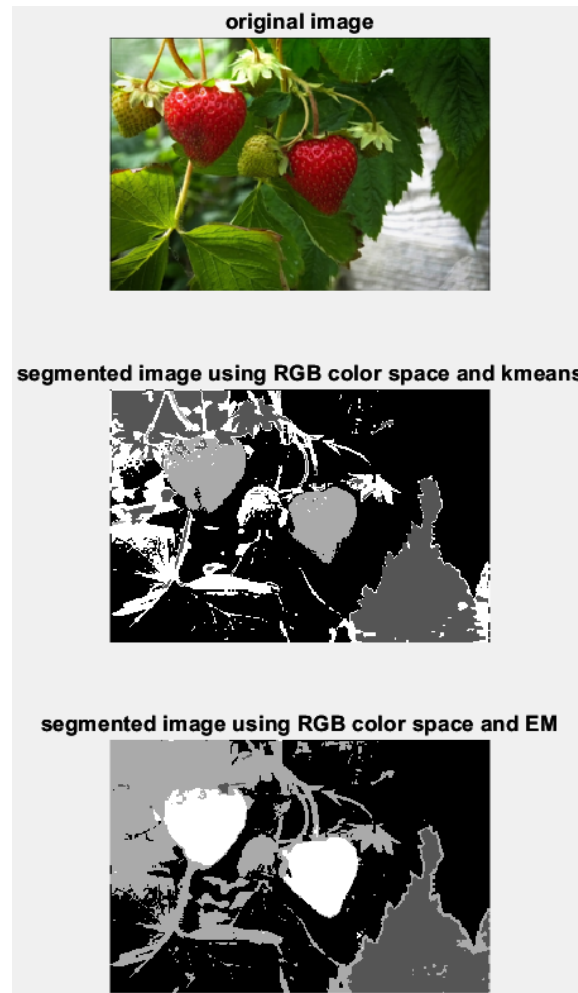 original image
segmented image using RGB color space and kmeans
segmented image using RGB color space and EM